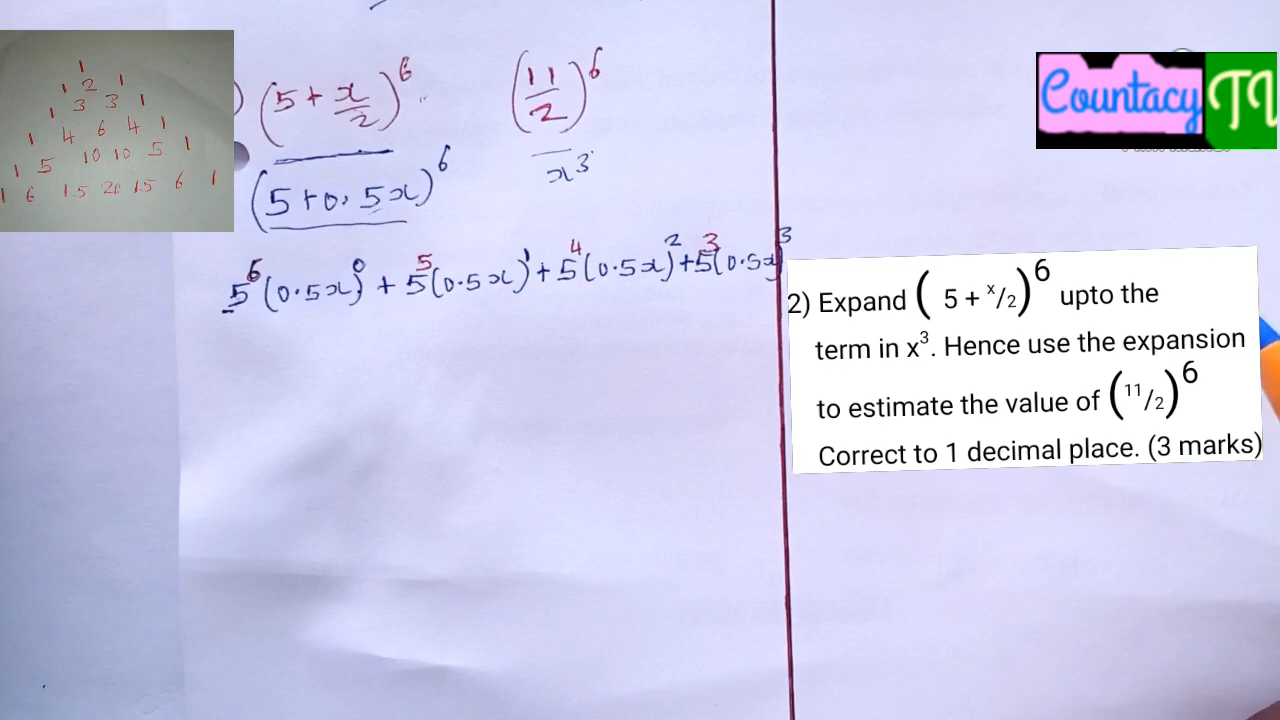 1
1 2 1
1 3 3 1
1 4 6 4 1
1 5 10 10 5 1
1 6 15 20 15 6 1
) (5 + x/2)^6
(11/2)^6
(5 + 0.5x)^6
x^3
5^6(0.5x)^0 + 5^5(0.5x)^1 + 5^4(0.5x)^2 + 5^3(0.5x)^3
Countacy TV
2) Expand ( 5 + x/2)^6 upto the
term in x^3. Hence use the expansion
to estimate the value of (11/2)^6
Correct to 1 decimal place. (3 marks)